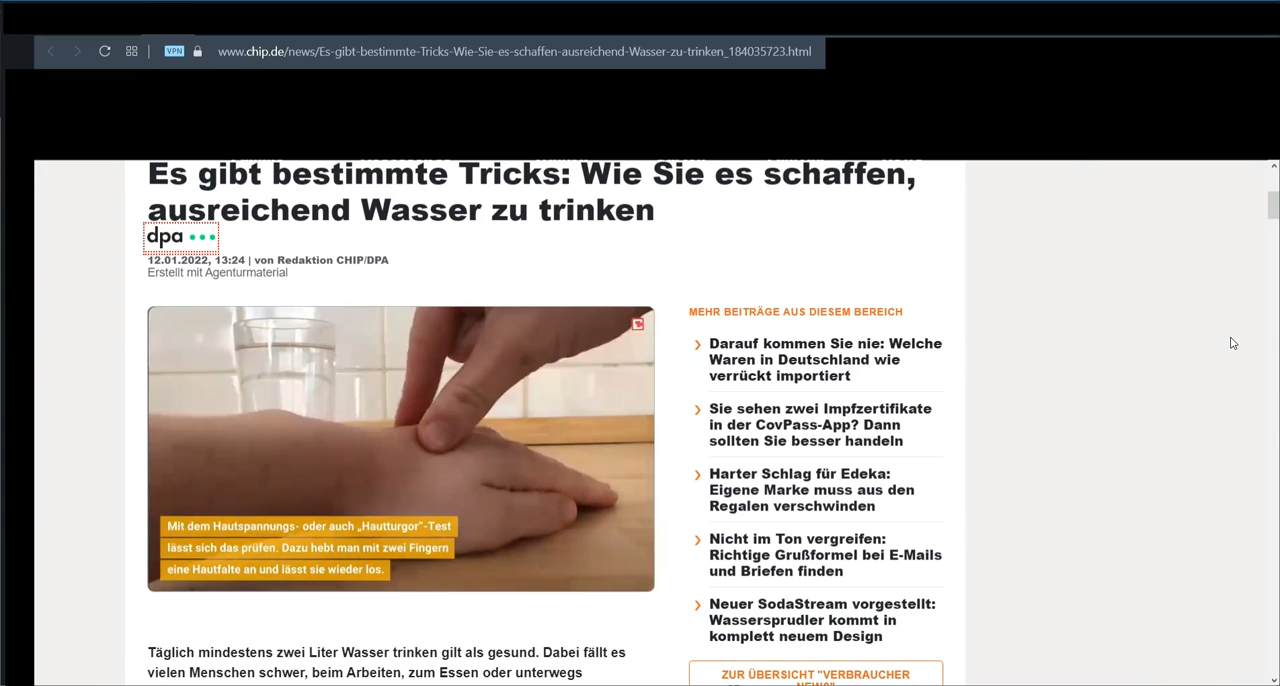 VPN
www.chip.de/news/Es-gibt-bestimmte-Tricks-Wie-Sie-es-schaffen-ausreichend-Wasser-zu-trinken_184035723.html
Es gibt bestimmte Tricks: Wie Sie es schaffen,
ausreichend Wasser zu trinken
dpa
12.01.2022, 13:24 | von Redaktion CHIP/DPA
Erstellt mit Agenturmaterial
Mit dem Hautspannungs- oder auch „Hautturgor"-Test
lässt sich das prüfen. Dazu hebt man mit zwei Fingern
eine Hautfalte an und lässt sie wieder los.
Täglich mindestens zwei Liter Wasser trinken gilt als gesund. Dabei fällt es
vielen Menschen schwer, beim Arbeiten, zum Essen oder unterwegs
MEHR BEITRÄGE AUS DIESEM BEREICH
Darauf kommen Sie nie: Welche
Waren in Deutschland wie
verrückt importiert
Sie sehen zwei Impfzertifikate
in der CovPass-App? Dann
sollten Sie besser handeln
Harter Schlag für Edeka:
Eigene Marke muss aus den
Regalen verschwinden
Nicht im Ton vergreifen:
Richtige Grußformel bei E-Mails
und Briefen finden
Neuer SodaStream vorgestellt:
Wassersprudler kommt in
komplett neuem Design
ZUR ÜBERSICHT "VERBRAUCHER
NEWS"